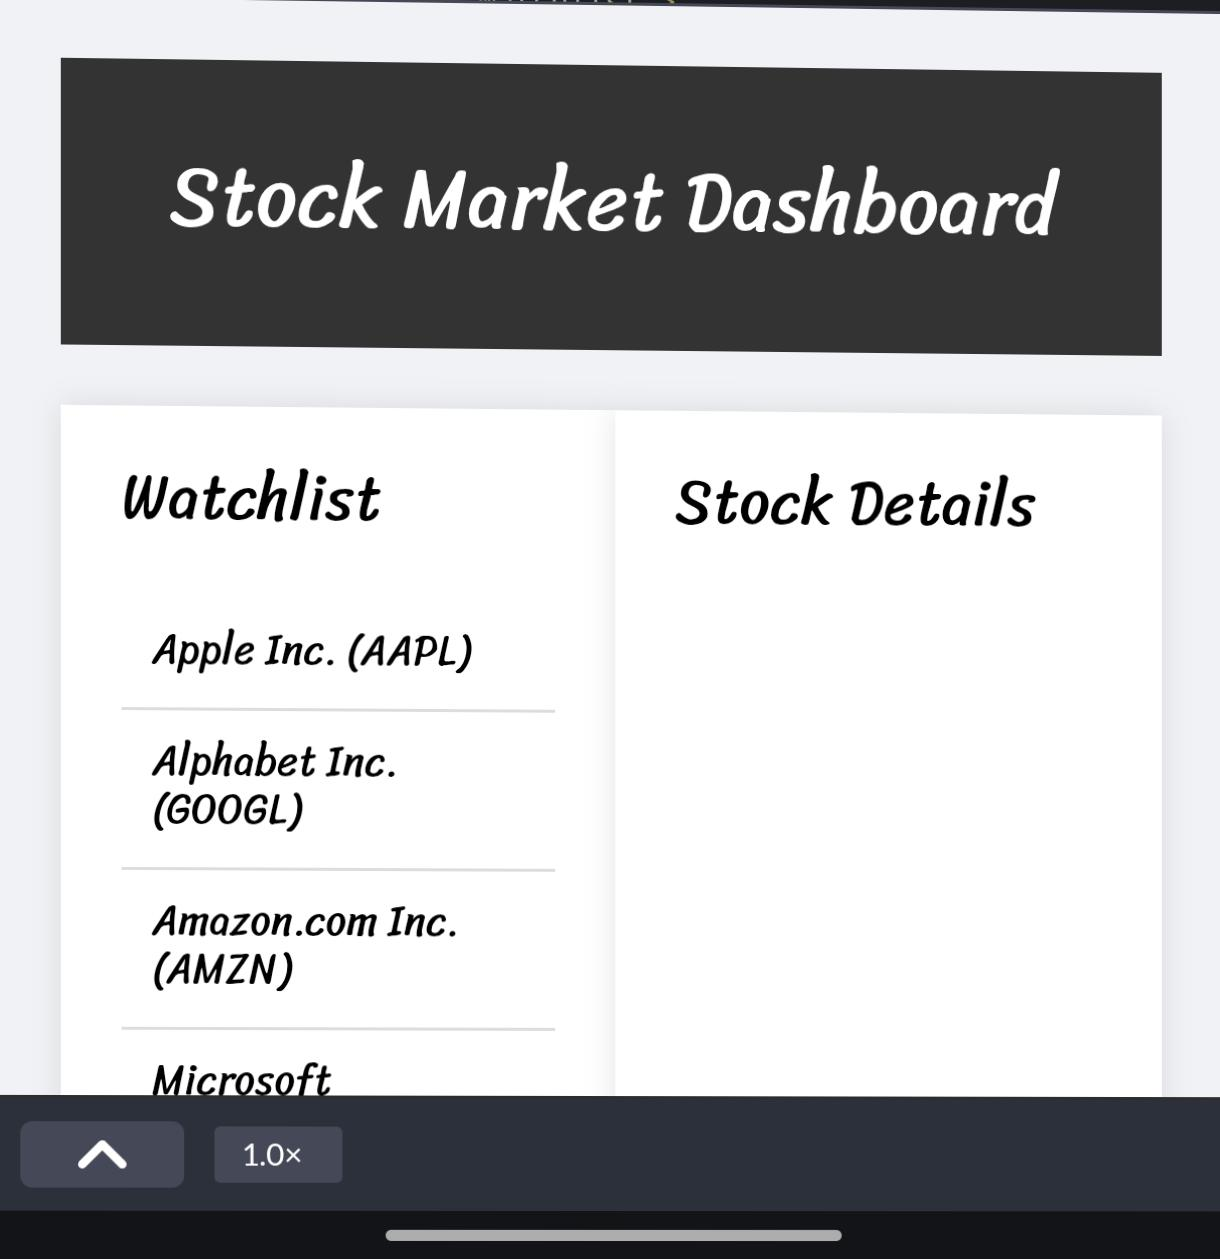 Stock Market Dashboard
Watchlist
Apple Inc. (AAPL)
Alphabet Inc.
(GOOGL)
Amazon.com Inc.
(AMZN)
Microsoft
Stock Details
1.0×